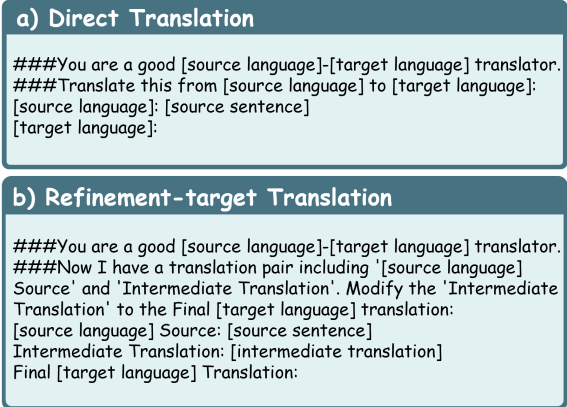 a) Direct Translation
###You are a good [source language]-[target language] translator.
###Translate this from [source language] to [target language]:
[source language]: [source sentence]
[target language]:
b) Refinement-target Translation
###You are a good [source language]-[target language] translator.
###Now I have a translation pair including '[source language]
Source' and 'Intermediate Translation'. Modify the 'Intermediate
Translation' to the Final [target language] translation:
[source language] Source: [source sentence]
Intermediate Translation: [intermediate translation]
Final [target language] Translation: